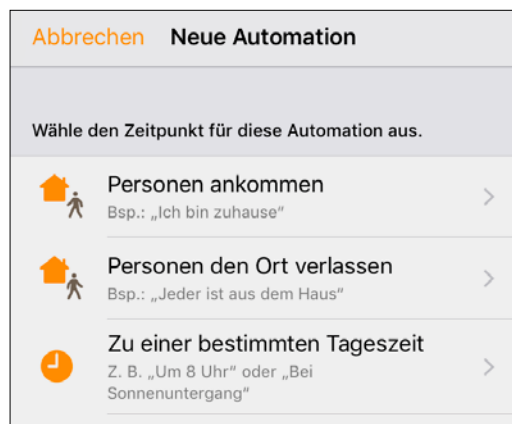 Abbrechen Neue Automation
Wähle den Zeitpunkt für diese Automation aus.
Personen ankommen
Bsp.: „Ich bin zuhause“
Personen den Ort verlassen
Bsp.: „Jeder ist aus dem Haus“
Zu einer bestimmten Tageszeit
Z. B. „Um 8 Uhr“ oder „Bei
Sonnenuntergang“